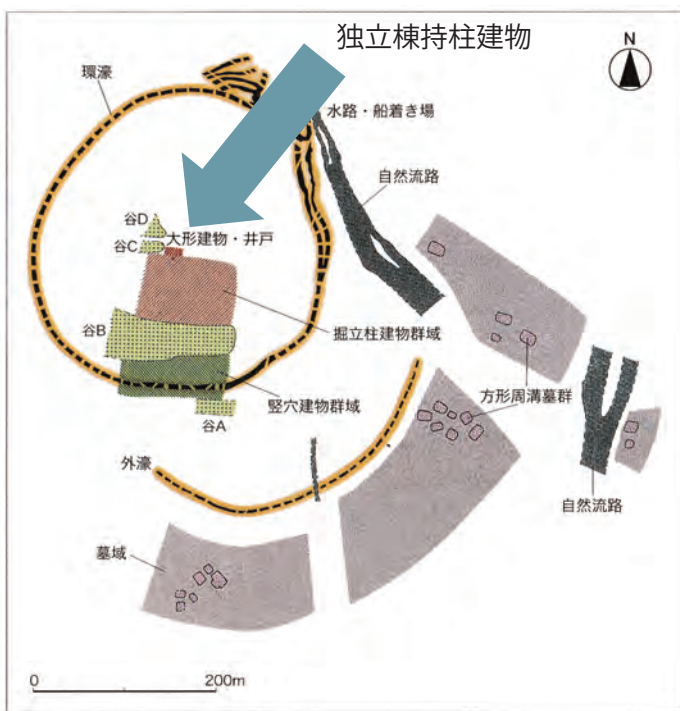 独立棟持柱建物
N
環濠
水路・船着き場
自然流路
谷D
大形建物・井戸
谷C
谷B
掘立柱建物群域
方形周溝墓群
竪穴建物群域
谷A
外濠
自然流路
墓域
0
200m